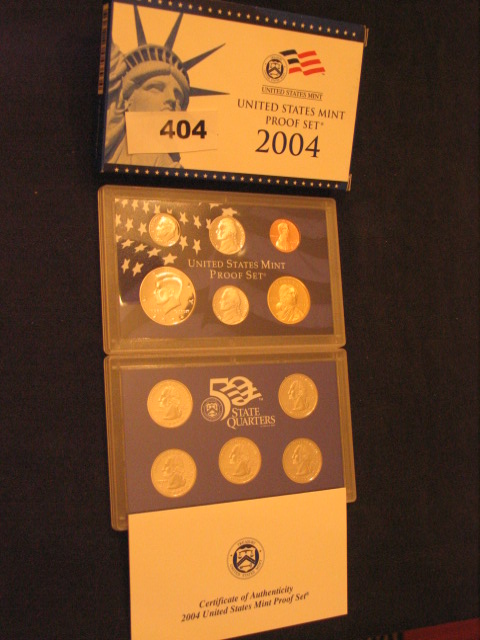 UNITED STATES MINT
UNITED STATES MINT
PROOF SET®
2004
404
UNITED STATES MINT
PROOF SET®
50
STATE
QUARTERS
Certificate of Authenticity
2004 United States Mint Proof Set®